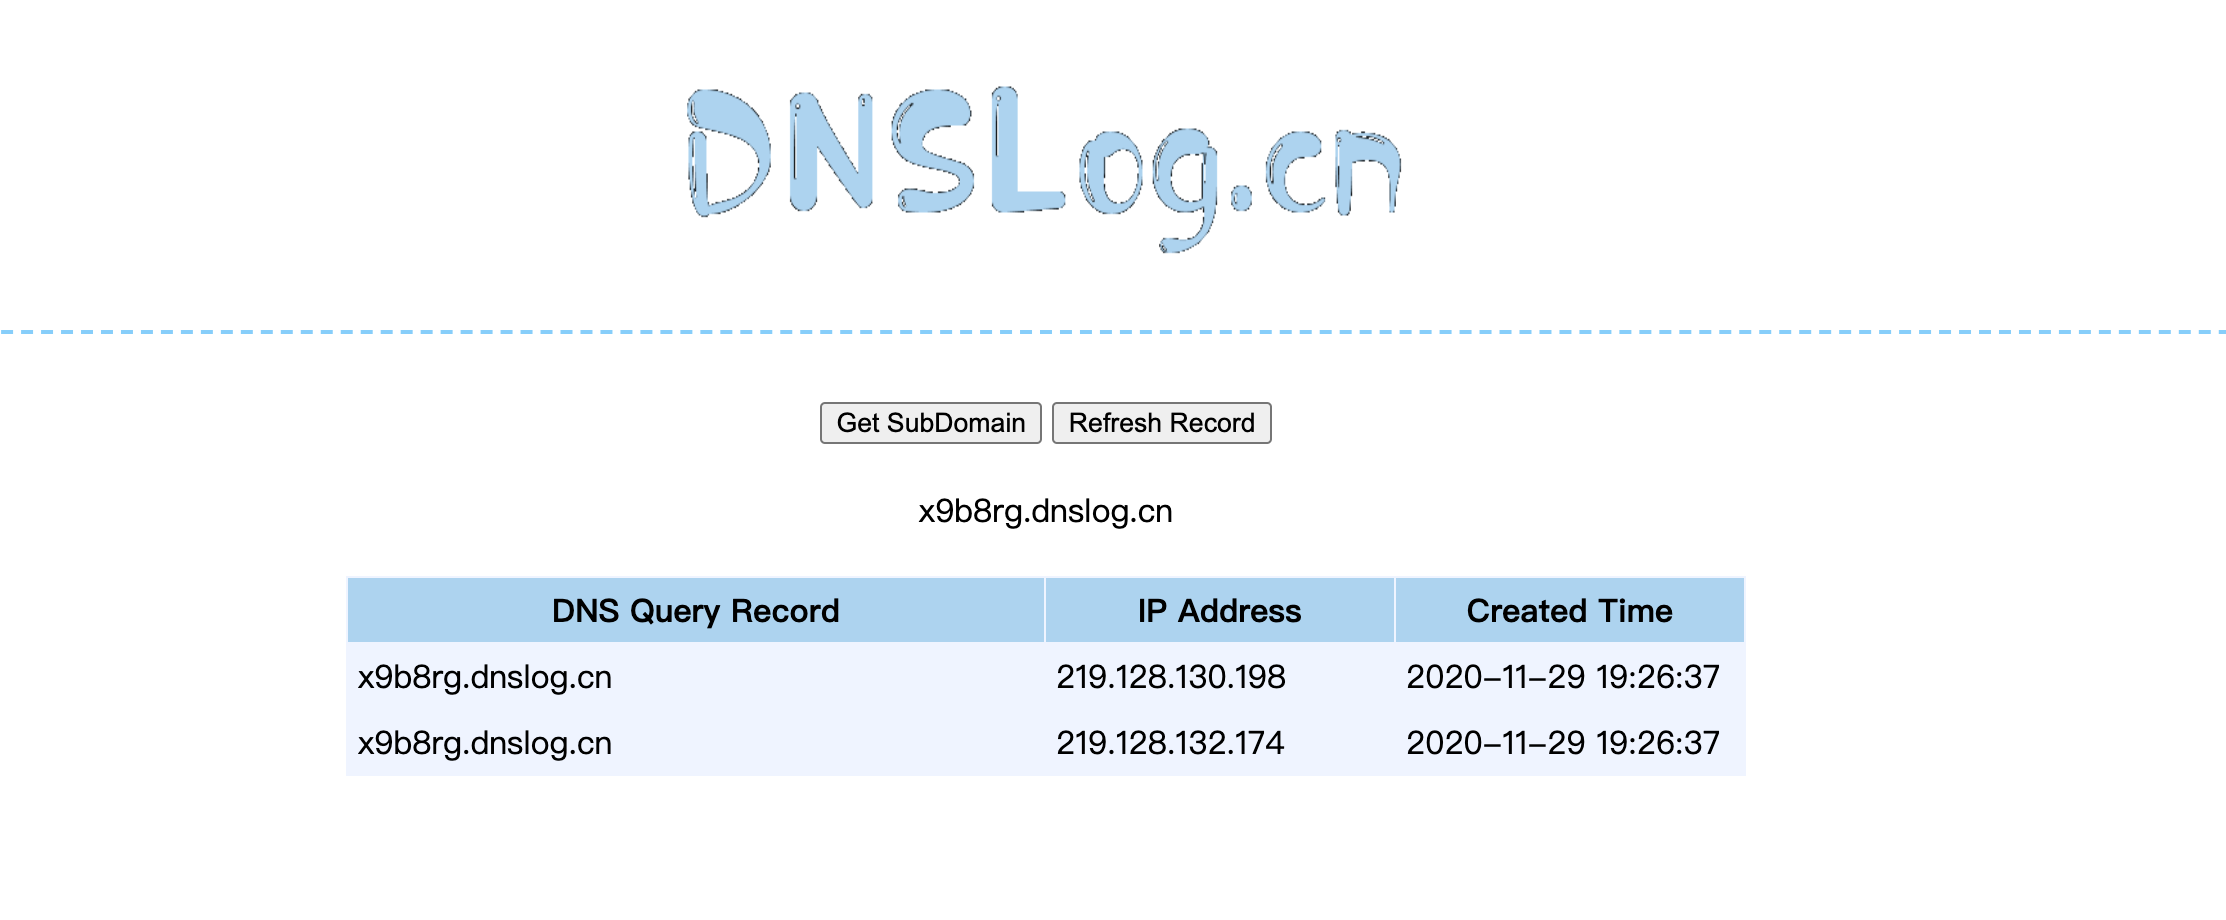 DNSLog.cn
Get SubDomain Refresh Record
x9b8rg.dnslog.cn
DNS Query Record IP Address Created Time
x9b8rg.dnslog.cn 219.128.130.198 2020-11-29 19:26:37
x9b8rg.dnslog.cn 219.128.132.174 2020-11-29 19:26:37